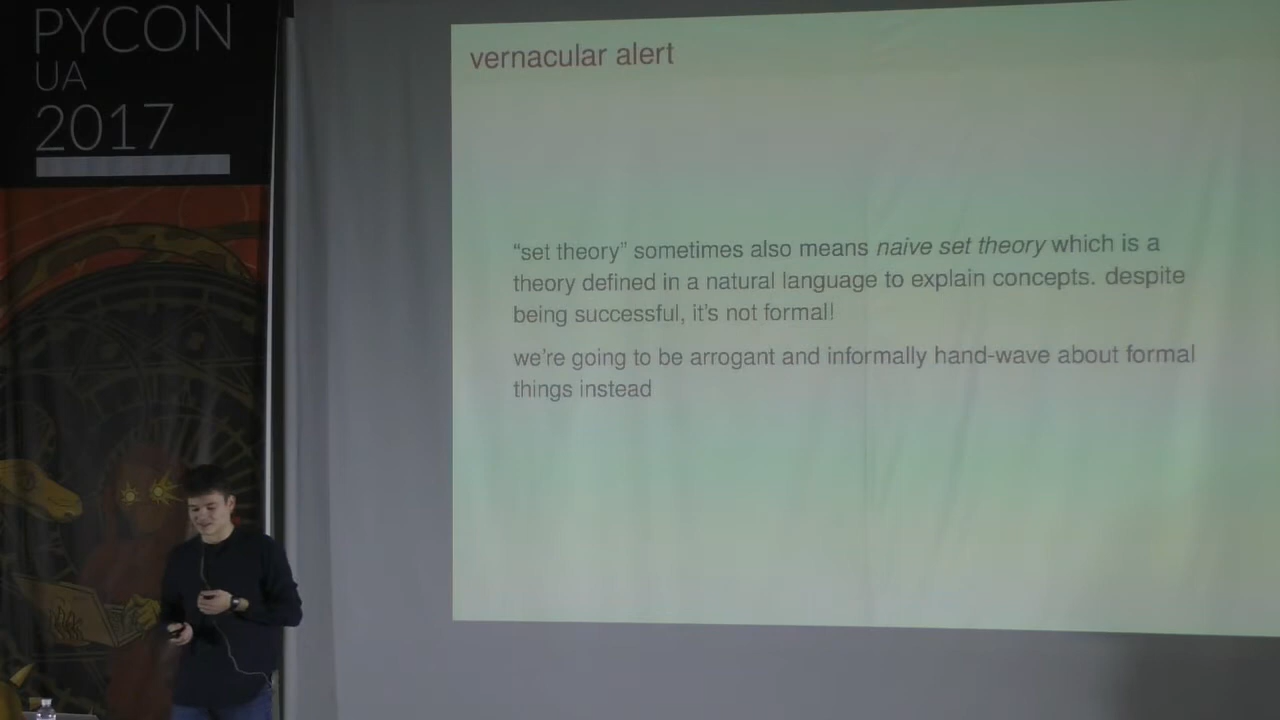 PYCON
UA
2017
vernacular alert
“set theory” sometimes also means naive set theory which is a
theory defined in a natural language to explain concepts. despite
being successful, it’s not formal!
we’re going to be arrogant and informally hand-wave about formal
things instead